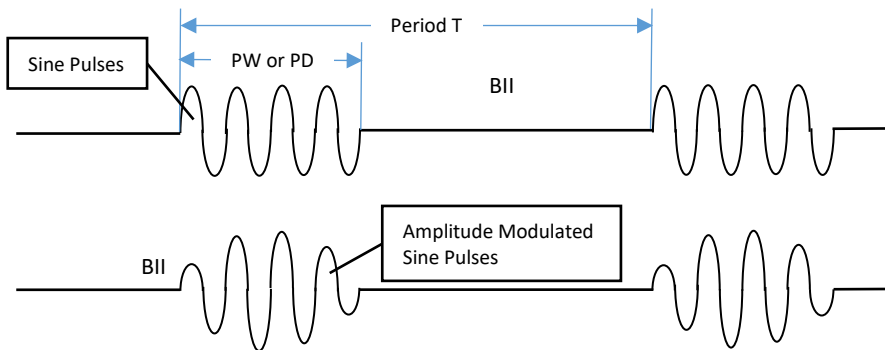 Period T
Sine Pulses
PW or PD
BII
BII
Amplitude Modulated
Sine Pulses